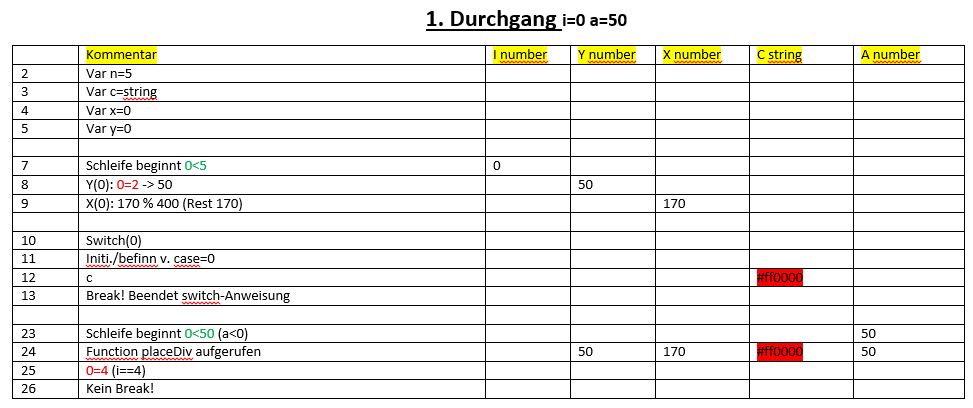 1. Durchgang i=0 a=50
Kommentar I number Y number X number C string A number
2 Var n=5
3 Var c=string
4 Var x=0
5 Var y=0
7 Schleife beginnt 0<5 0
8 Y(0): 0=2 -> 50 50
9 X(0): 170 % 400 (Rest 170) 170
10 Switch(0)
11 Initi./befinn v. case=0
12 c #ff0000
13 Break! Beendet switch-Anweisung
23 Schleife beginnt 0<50 (a<0) 50
24 Function placeDiv aufgerufen 50 170 #ff0000 50
25 0=4 (i==4)
26 Kein Break!